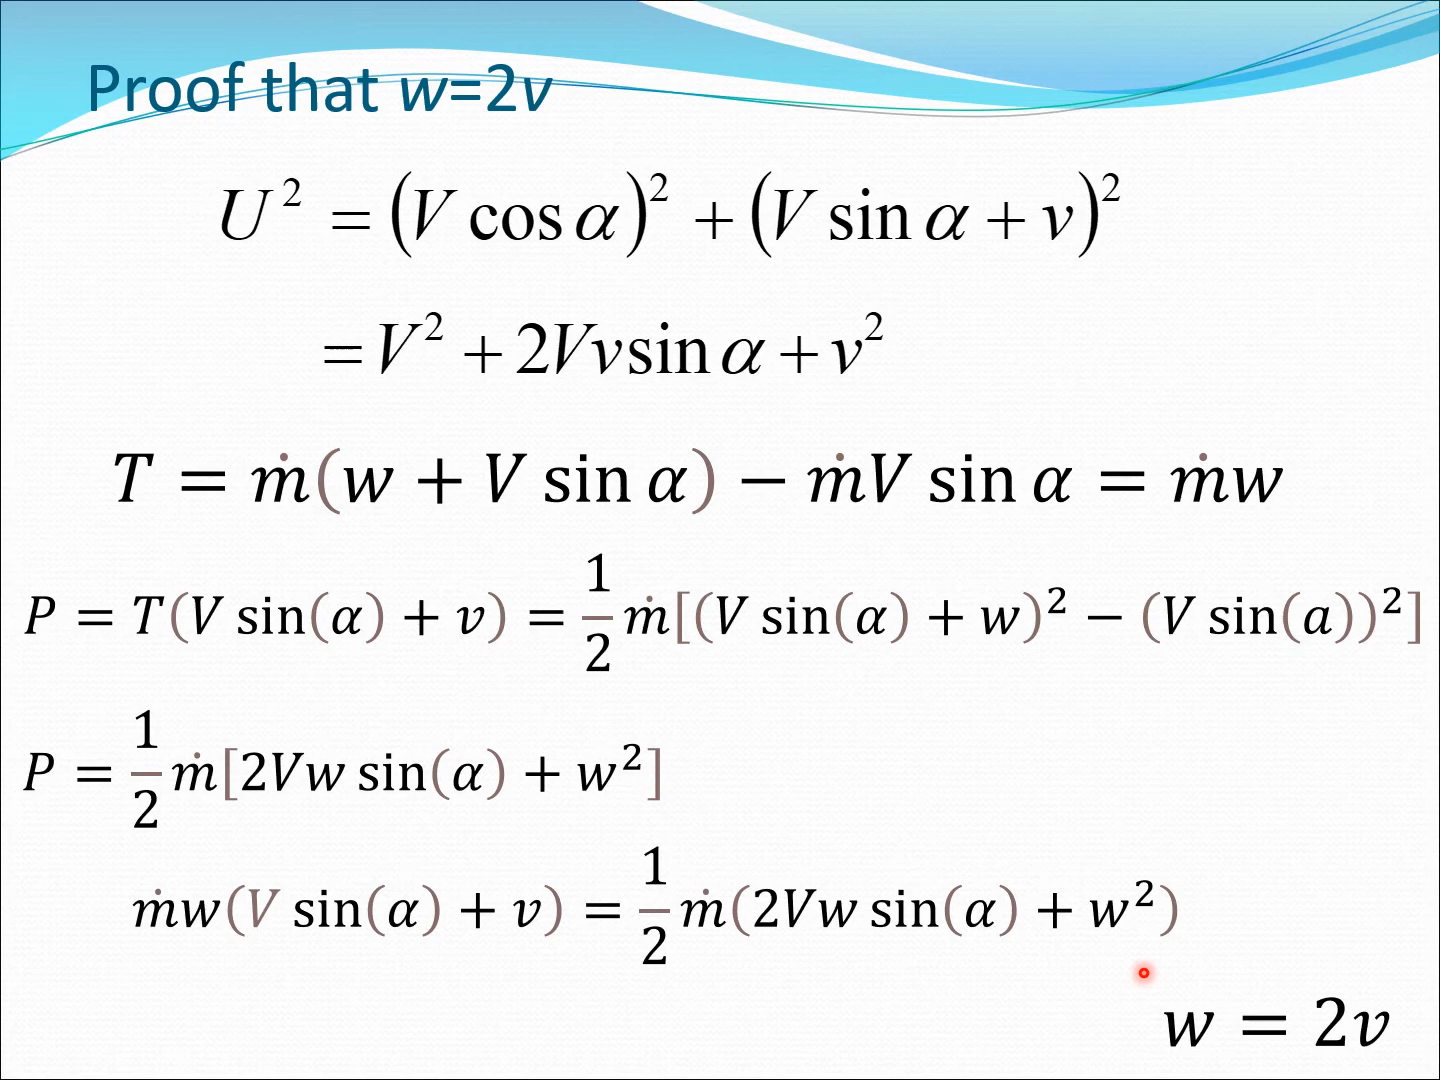 Proof that w=2v
U² = (V cos α)² + (V sin α + v)²
= V² + 2Vv sin α + v²
T = ṁ(w + V sin α) − ṁV sin α = ṁw
P = T(V sin(α) + v) = 1/2 ṁ[(V sin(α) + w)² − (V sin(a))²]
P = 1/2 ṁ[2Vw sin(α) + w²]
ṁw(V sin(α) + v) = 1/2 ṁ(2Vw sin(α) + w²)
w = 2v